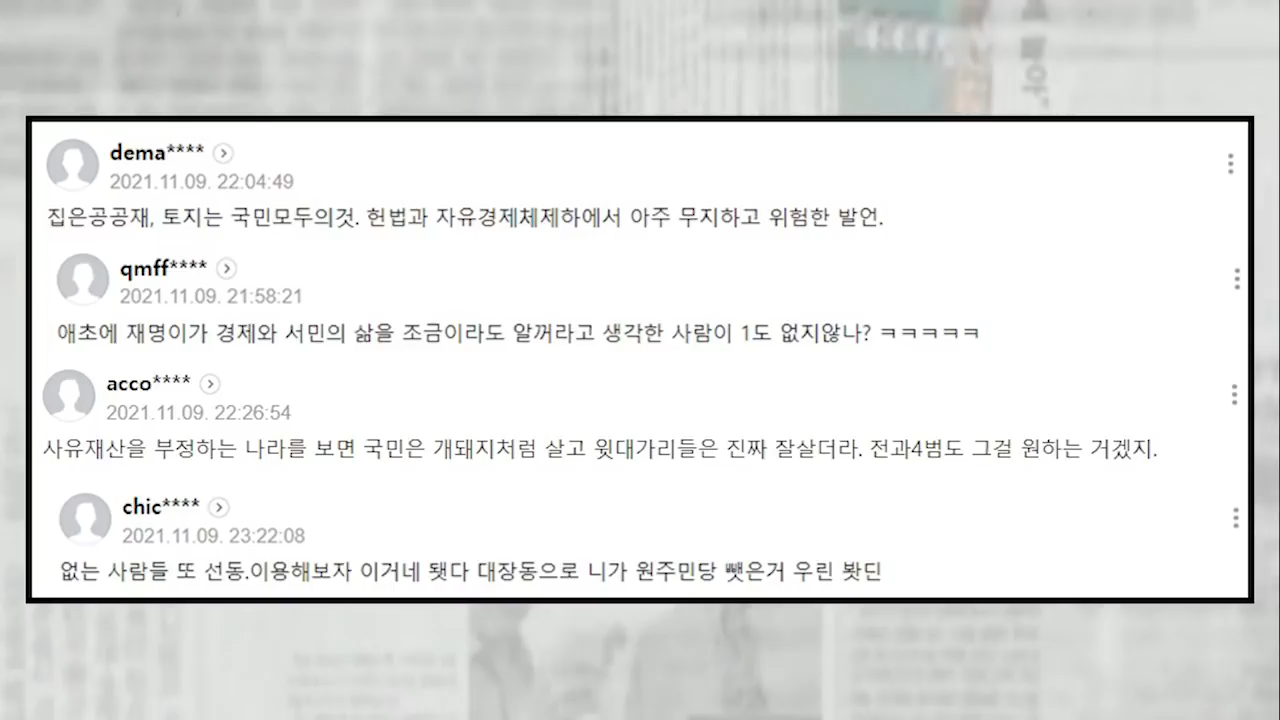 dema****
2021.11.09. 22:04:49
집은공공재, 토지는 국민모두의것. 헌법과 자유경제체제하에서 아주 무지하고 위험한 발언.
qmff****
2021.11.09. 21:58:21
애초에 재명이가 경제와 서민의 삶을 조금이라도 알꺼라고 생각한 사람이 1도 없지않나? ㅋㅋㅋㅋㅋ
acco****
2021.11.09. 22:26:54
사유재산을 부정하는 나라를 보면 국민은 개돼지처럼 살고 윗대가리들은 진짜 잘살더라. 전과4범도 그걸 원하는 거겠지.
chic****
2021.11.09. 23:22:08
없는 사람들 또 선동.이용해보자 이거네 됏다 대장동으로 니가 원주민당 뺏은거 우린 봣딘